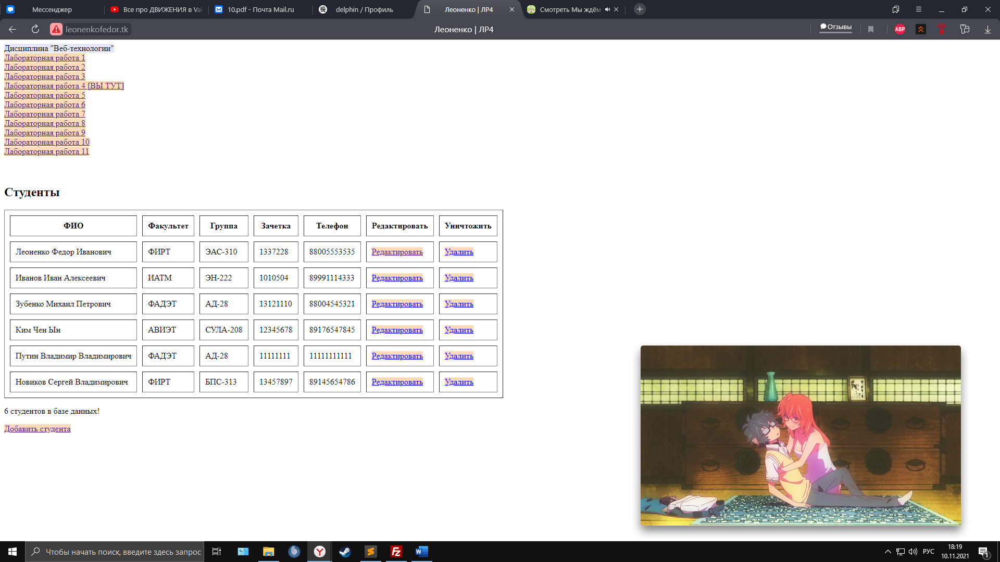 Мессенджер
Все про ДВИЖЕНИЯ в Val
10.pdf - Почта Mail.ru
delphin / Профиль
Леоненко | ЛР4
Смотреть Мы ждём
leonenkofedor.tk
Леоненко | ЛР4
Отзывы
ABP
Дисциплина "Веб-технологии"
Лабораторная работа 1
Лабораторная работа 2
Лабораторная работа 3
Лабораторная работа 4 [ВЫ ТУТ]
Лабораторная работа 5
Лабораторная работа 6
Лабораторная работа 7
Лабораторная работа 8
Лабораторная работа 9
Лабораторная работа 10
Лабораторная работа 11
Студенты
ФИО Факультет Группа Зачетка Телефон Редактировать Уничтожить
Леоненко Федор Иванович ФИРТ ЭАС-310 1337228 88005553535 Редактировать Удалить
Иванов Иван Алексеевич ИАТМ ЭН-222 1010504 89991114333 Редактировать Удалить
Зубенко Михаил Петрович ФАДЭТ АД-28 13121110 88004545321 Редактировать Удалить
Ким Чен Ын АВИЭТ СУЛА-208 12345678 89176547845 Редактировать Удалить
Путин Владимир Владимирович ФАДЭТ АД-28 11111111 11111111111 Редактировать Удалить
Новиков Сергей Владимирович ФИРТ БПС-313 13457897 89145654786 Редактировать Удалить
6 студентов в базе данных!
Добавить студента
Чтобы начать поиск, введите здесь запрос
РУС
18:19
10.11.2021
1